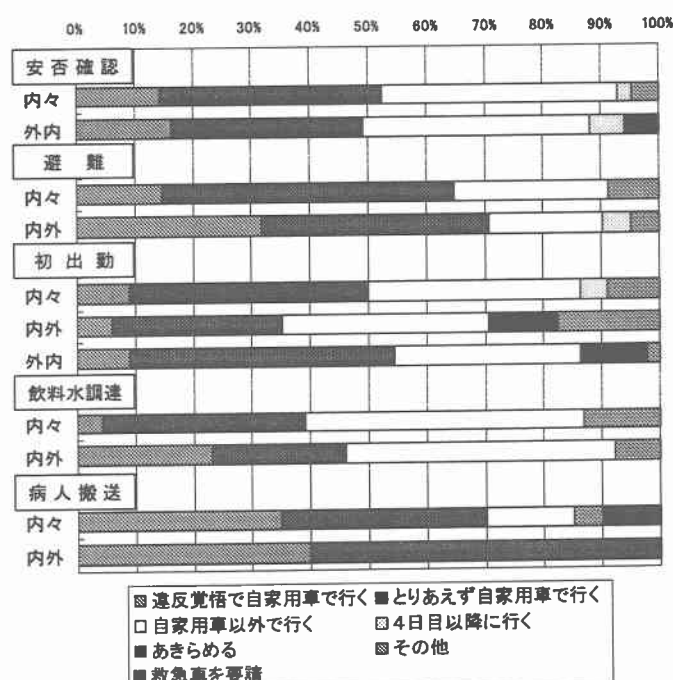 0% 10% 20% 30% 40% 50% 60% 70% 80% 90% 100%
安否確認
内々
外内
避難
内々
内外
初出勤
内々
内外
外内
飲料水調達
内々
内外
病人搬送
内々
内外
違反覚悟で自家用車で行く とりあえず自家用車で行く
自家用車以外で行く 4日目以降に行く
あきらめる その他
救急車を要請